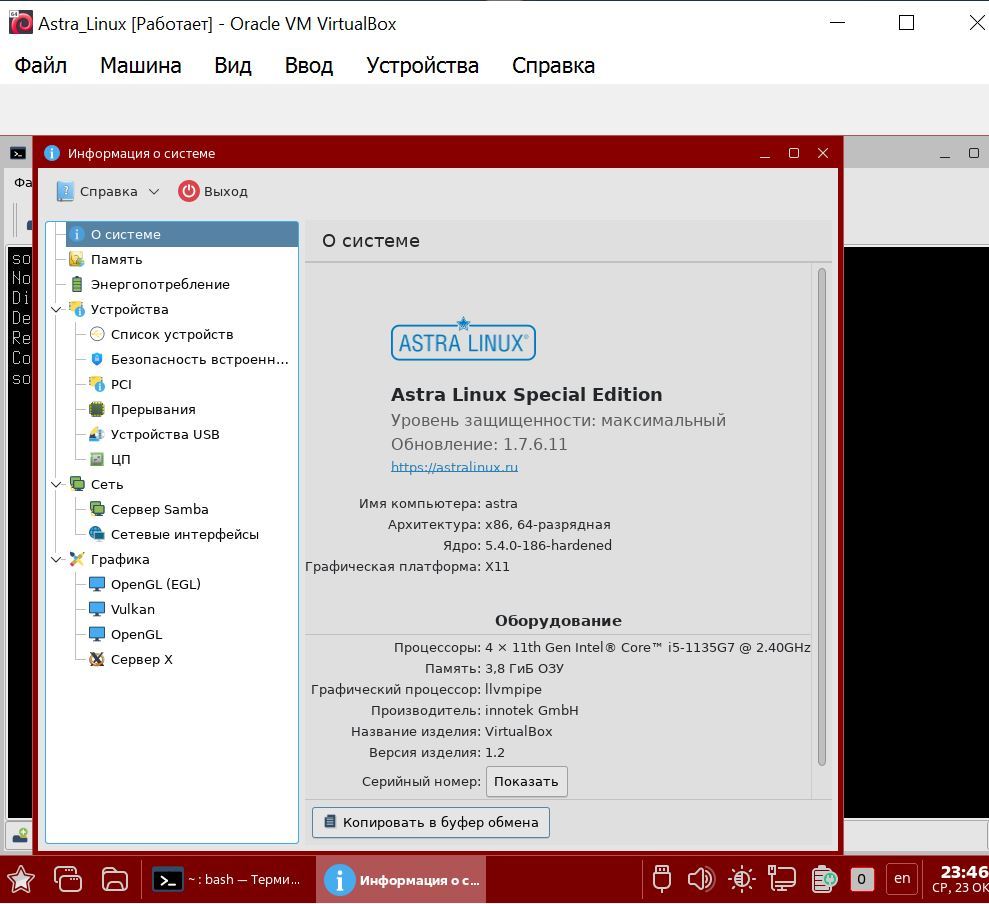 Astra_Linux [Работает] - Oracle VM VirtualBox
Файл Машина Вид Ввод Устройства Справка
Информация о системе
Фа
Справка Выход
О системе
Память
Энергопотребление
Устройства
Список устройств
Безопасность встроенн...
PCI
Прерывания
Устройства USB
ЦП
Сеть
Сервер Samba
Сетевые интерфейсы
Графика
OpenGL (EGL)
Vulkan
OpenGL
Сервер X
so
No
Di
De
Re
Co
so
О системе
ASTRA LINUX®
Astra Linux Special Edition
Уровень защищенности: максимальный
Обновление: 1.7.6.11
https://astralinux.ru
Имя компьютера: astra
Архитектура: x86, 64-разрядная
Ядро: 5.4.0-186-hardened
Графическая платформа: X11
Оборудование
Процессоры: 4 × 11th Gen Intel® Core™ i5-1135G7 @ 2.40GHz
Память: 3,8 ГиБ ОЗУ
Графический процессор: llvmpipe
Производитель: innotek GmbH
Название изделия: VirtualBox
Версия изделия: 1.2
Серийный номер: Показать
Копировать в буфер обмена
~ : bash — Терми...
Информация о с...
0
en
23:46
СР, 23 ОК